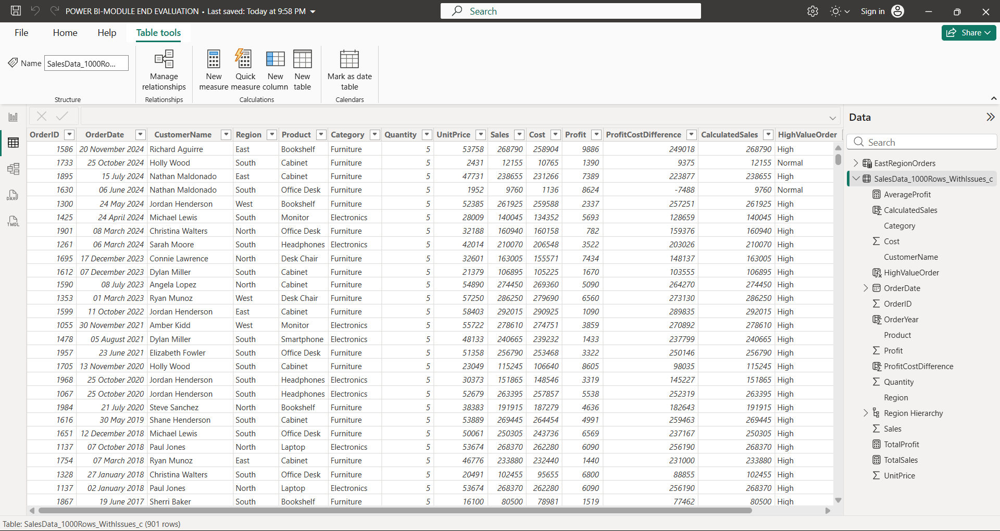 POWER BI-MODULE END EVALUATION • Last saved: Today at 9:58 PM
Search
Sign in
File Home Help Table tools
Share
Name SalesData_1000Ro...
Manage relationships
New measure
Quick measure
New column
New table
Mark as date table
Structure Relationships Calculations Calendars
DAX
TMDL
OrderID OrderDate CustomerName Region Product Category Quantity UnitPrice Sales Cost Profit ProfitCostDifference CalculatedSales HighValueOrder
1586 20 November 2024 Richard Aguirre East Bookshelf Furniture 5 53758 268790 258904 9886 249018 268790 High
1733 25 October 2024 Holly Wood South Cabinet Furniture 5 2431 12155 10765 1390 9375 12155 Normal
1895 15 July 2024 Nathan Maldonado East Cabinet Furniture 5 47731 238655 231266 7389 223877 238655 High
1630 06 June 2024 Nathan Maldonado South Office Desk Furniture 5 1952 9760 1136 8624 -7488 9760 Normal
1300 24 May 2024 Jordan Henderson West Bookshelf Furniture 5 52385 261925 259588 2337 257251 261925 High
1425 24 April 2024 Michael Lewis South Monitor Electronics 5 28009 140045 134352 5693 128659 140045 High
1901 08 March 2024 Christina Walters North Office Desk Furniture 5 32188 160940 160158 782 159376 160940 High
1261 06 March 2024 Sarah Moore South Headphones Electronics 5 42014 210070 206548 3522 203026 210070 High
1695 17 December 2023 Connie Lawrence North Desk Chair Furniture 5 32601 163005 155571 7434 148137 163005 High
1612 07 December 2023 Dylan Miller South Cabinet Furniture 5 21379 106895 105225 1670 103555 106895 High
1590 08 July 2023 Angela Lopez North Cabinet Furniture 5 54890 274450 269360 5090 264270 274450 High
1353 01 March 2023 Ryan Munoz West Desk Chair Furniture 5 57250 286250 279690 6560 273130 286250 High
1599 11 October 2022 Jordan Henderson East Cabinet Furniture 5 58403 292015 290925 1090 289835 292015 High
1055 30 November 2021 Amber Kidd West Monitor Electronics 5 55722 278610 274751 3859 270892 278610 High
1478 05 August 2021 Dylan Miller South Smartphone Electronics 5 48133 240665 239232 1433 237799 240665 High
1957 23 June 2021 Elizabeth Fowler South Office Desk Furniture 5 51358 256790 253468 3322 250146 256790 High
1705 13 November 2020 Holly Wood South Cabinet Furniture 5 23049 115245 106640 8605 98035 115245 High
1968 25 October 2020 Jordan Henderson South Headphones Electronics 5 30373 151865 148546 3319 145227 151865 High
1067 25 October 2020 Jordan Henderson South Headphones Electronics 5 52679 263395 257857 5538 252319 263395 High
1984 21 July 2020 Steve Sanchez North Bookshelf Furniture 5 38383 191915 187279 4636 182643 191915 High
1616 30 May 2019 Shane Henderson South Cabinet Furniture 5 53889 269445 264454 4991 259463 269445 High
1651 12 December 2018 Michael Lewis South Office Desk Furniture 5 50061 250305 243736 6569 237167 250305 High
1137 07 October 2018 Paul Jones North Laptop Electronics 5 53674 268370 262280 6090 256190 268370 High
1754 07 March 2018 Ryan Munoz East Cabinet Furniture 5 46776 233880 232440 1440 231000 233880 High
1328 27 January 2018 Christina Walters South Office Desk Furniture 5 20491 102455 95655 6800 88855 102455 High
1137 02 January 2018 Paul Jones North Laptop Electronics 5 53674 268370 262280 6090 256190 268370 High
1867 19 June 2017 Sherri Baker South Bookshelf Furniture 5 16100 80500 78981 1519 77462 80500 High
Data
Search
EastRegionOrders
SalesData_1000Rows_WithIssues_c
AverageProfit
CalculatedSales
Category
Cost
CustomerName
HighValueOrder
OrderDate
OrderID
OrderYear
Product
Profit
ProfitCostDifference
Quantity
Region
Region Hierarchy
Sales
TotalProfit
TotalSales
UnitPrice
Table: SalesData_1000Rows_WithIssues_c (901 rows)